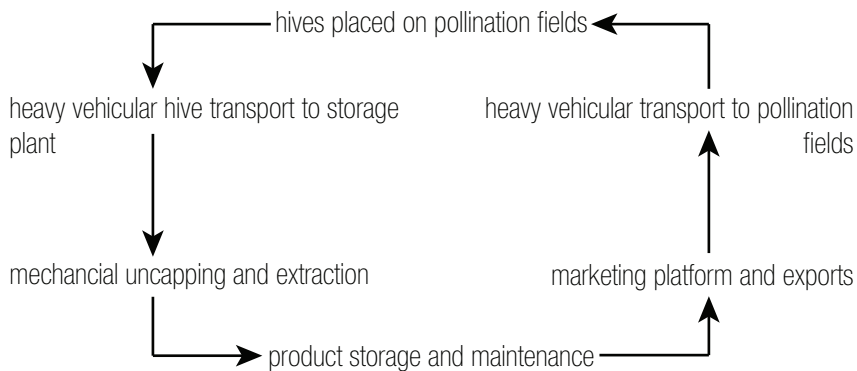 hives placed on pollination fields
heavy vehicular hive transport to storage
plant
heavy vehicular transport to pollination
fields
mechancial uncapping and extraction
marketing platform and exports
product storage and maintenance